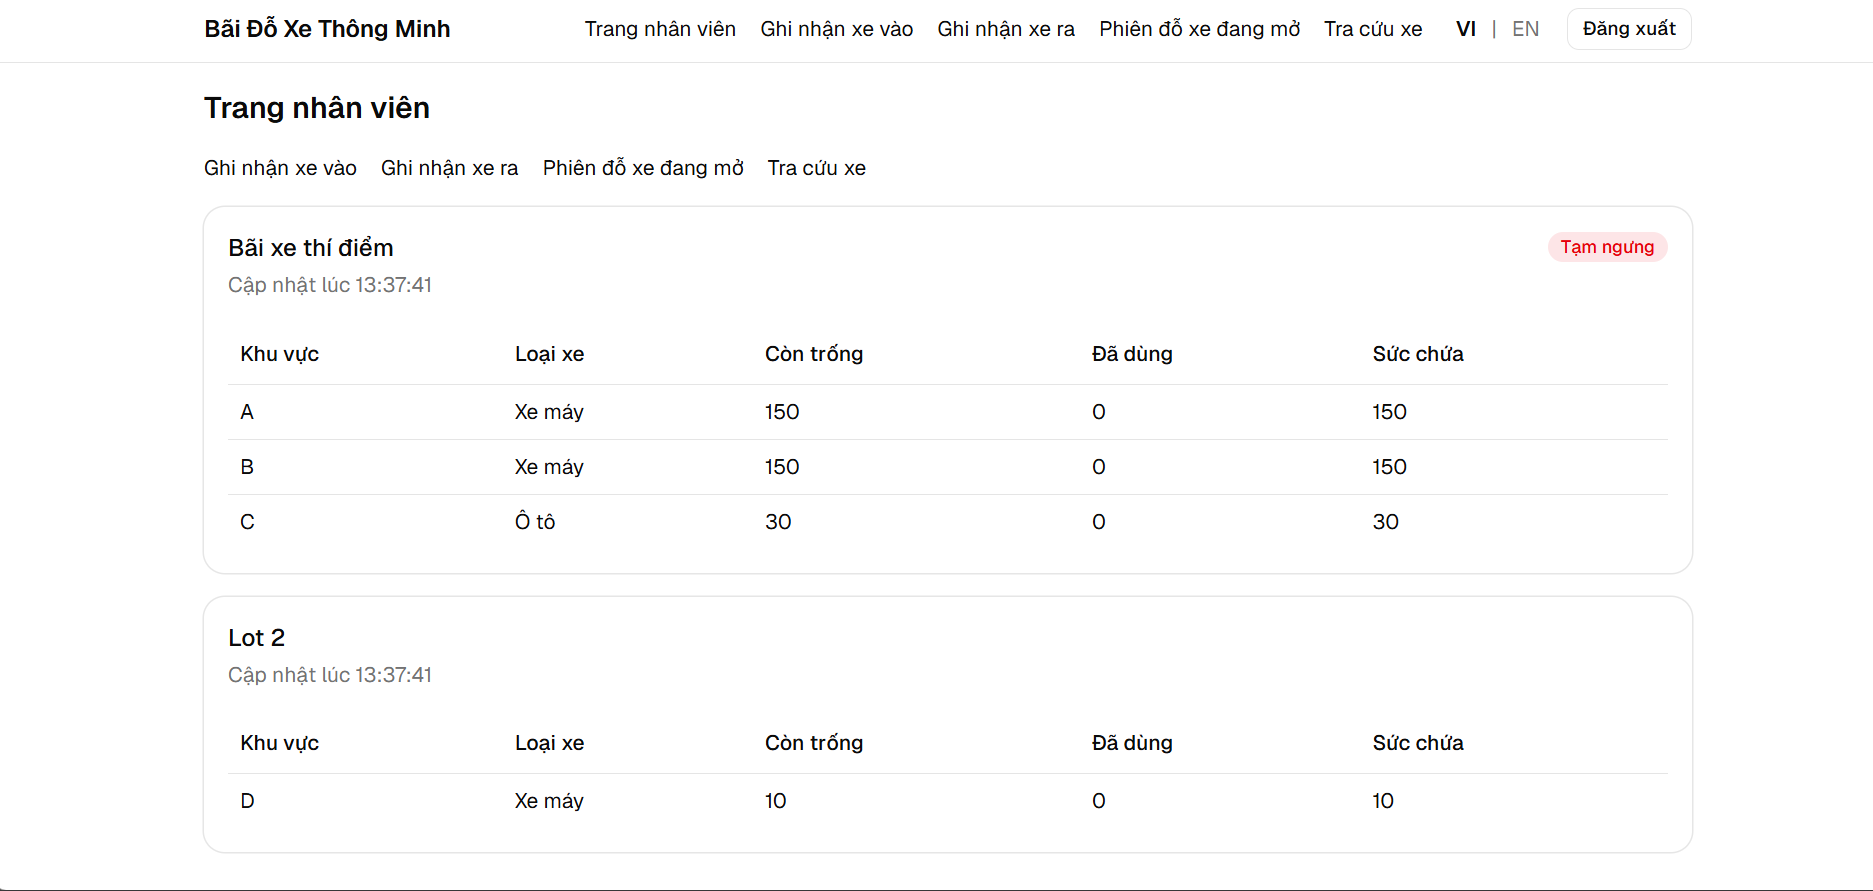 Bãi Đỗ Xe Thông Minh Trang nhân viên Ghi nhận xe vào Ghi nhận xe ra Phiên đỗ xe đang mở Tra cứu xe VI | EN Đăng xuất
Trang nhân viên
Ghi nhận xe vào Ghi nhận xe ra Phiên đỗ xe đang mở Tra cứu xe
Bãi xe thí điểm Tạm ngưng
Cập nhật lúc 13:37:41
Khu vực Loại xe Còn trống Đã dùng Sức chứa
A Xe máy 150 0 150
B Xe máy 150 0 150
C Ô tô 30 0 30
Lot 2
Cập nhật lúc 13:37:41
Khu vực Loại xe Còn trống Đã dùng Sức chứa
D Xe máy 10 0 10